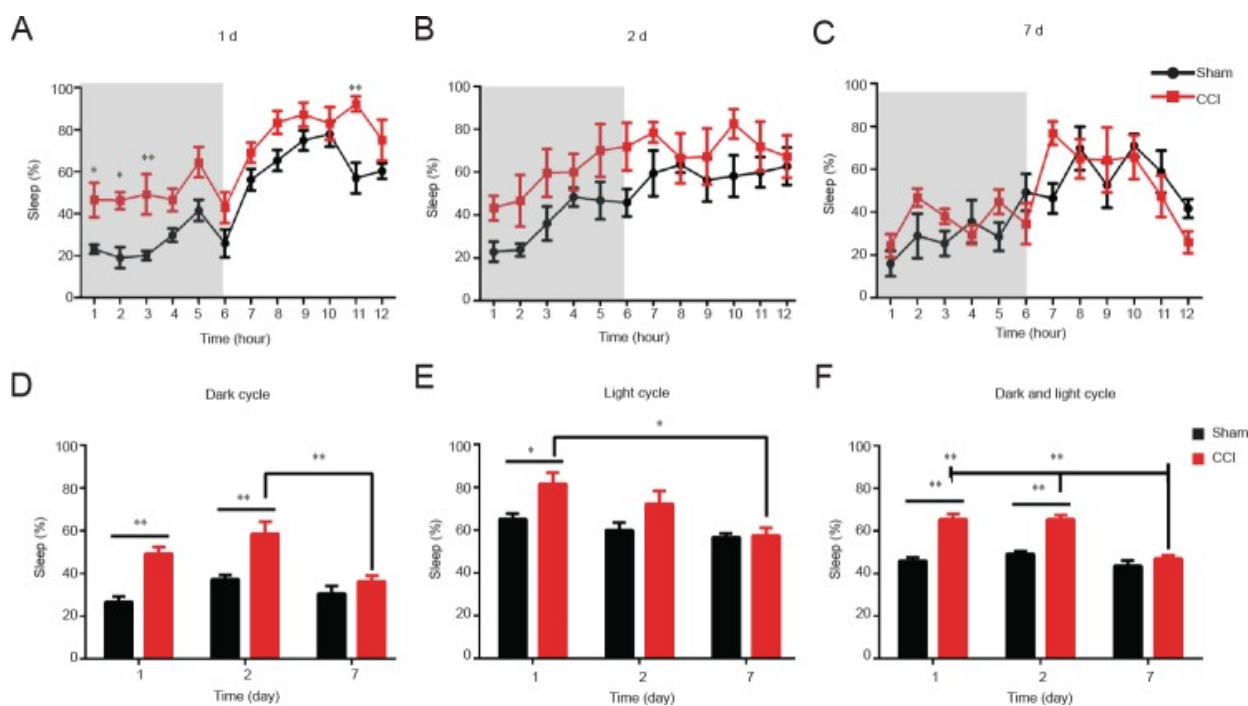 A
1 d
100
80
60
40
20
0
Sleep (%)
*
*
**
**
1 2 3 4 5 6 7 8 9 10 11 12
Time (hour)
B
2 d
100
80
60
40
20
0
Sleep (%)
1 2 3 4 5 6 7 8 9 10 11 12
Time (hour)
C
7 d
100
80
60
40
20
0
Sleep (%)
1 2 3 4 5 6 7 8 9 10 11 12
Time (hour)
Sham
CCI
D
Dark cycle
100
80
60
40
20
0
Sleep (%)
**
**
**
1 2 7
Time (day)
E
Light cycle
100
80
60
40
20
0
Sleep (%)
*
*
1 2 7
Time (day)
F
Dark and light cycle
100
80
60
40
20
0
Sleep (%)
**
**
**
**
1 2 7
Time (day)
Sham
CCI